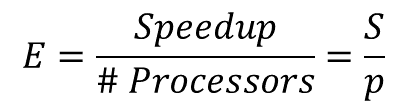 E = Speedup / # Processors = S / p